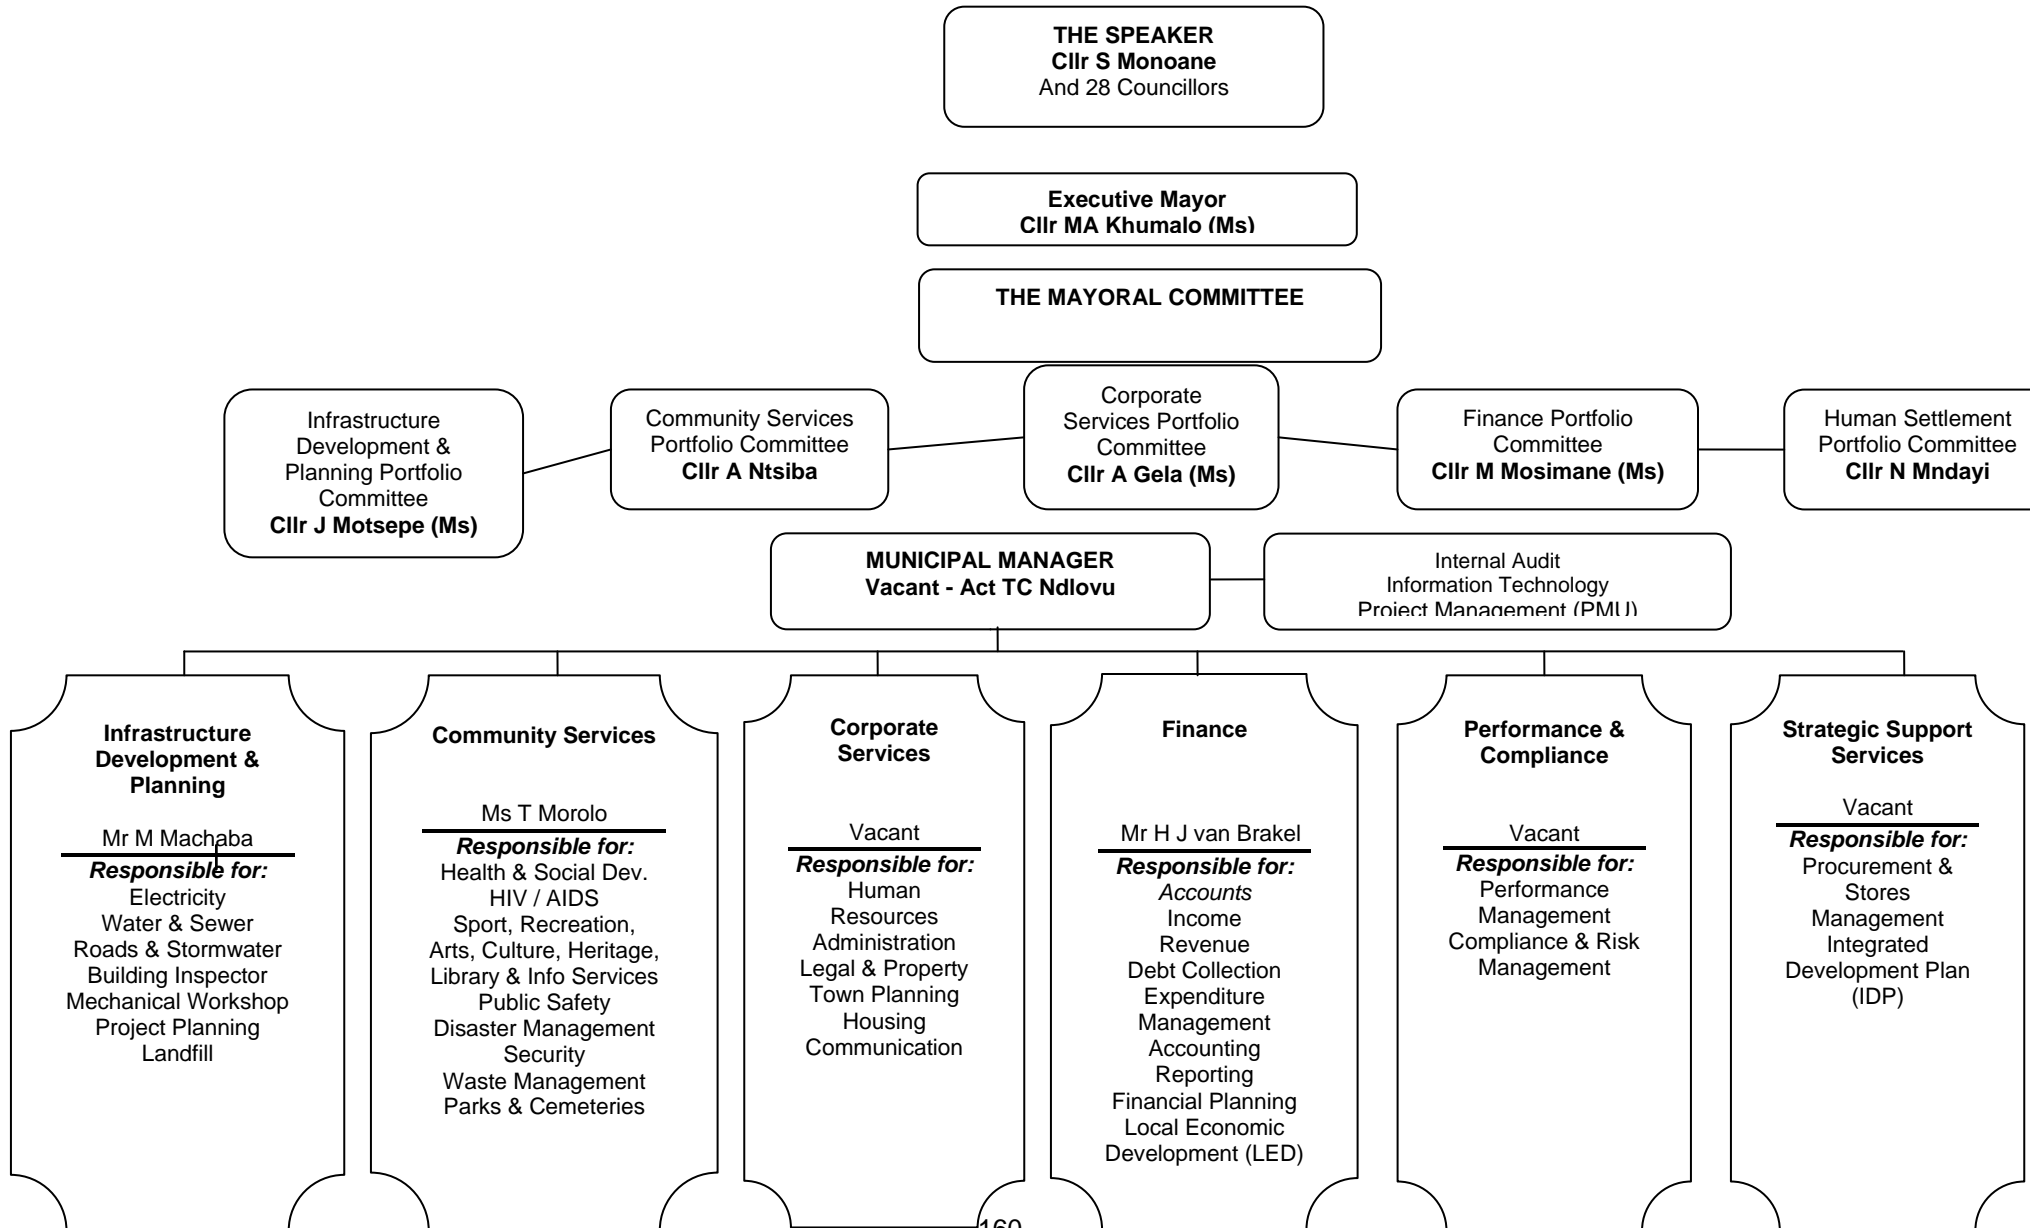 THE SPEAKER
Cllr S Monoane
And 28 Councillors
Executive Mayor
Cllr MA Khumalo (Ms)
THE MAYORAL COMMITTEE
Infrastructure
Development &
Planning Portfolio
Committee
Cllr J Motsepe (Ms)
Community Services
Portfolio Committee
Cllr A Ntsiba
Corporate
Services Portfolio
Committee
Cllr A Gela (Ms)
Finance Portfolio
Committee
Cllr M Mosimane (Ms)
Human Settlement
Portfolio Committee
Cllr N Mndayi
MUNICIPAL MANAGER
Vacant - Act TC Ndlovu
Internal Audit
Information Technology
Project Management (PMU)
Infrastructure
Development &
Planning
Mr M Machaba
Responsible for:
Electricity
Water & Sewer
Roads & Stormwater
Building Inspector
Mechanical Workshop
Project Planning
Landfill
Community Services
Ms T Morolo
Responsible for:
Health & Social Dev.
HIV / AIDS
Sport, Recreation,
Arts, Culture, Heritage,
Library & Info Services
Public Safety
Disaster Management
Security
Waste Management
Parks & Cemeteries
Corporate
Services
Vacant
Responsible for:
Human
Resources
Administration
Legal & Property
Town Planning
Housing
Communication
Finance
Mr H J van Brakel
Responsible for:
Accounts
Income
Revenue
Debt Collection
Expenditure
Management
Accounting
Reporting
Financial Planning
Local Economic
Development (LED)
Performance &
Compliance
Vacant
Responsible for:
Performance
Management
Compliance & Risk
Management
Strategic Support
Services
Vacant
Responsible for:
Procurement &
Stores
Management
Integrated
Development Plan
(IDP)
160